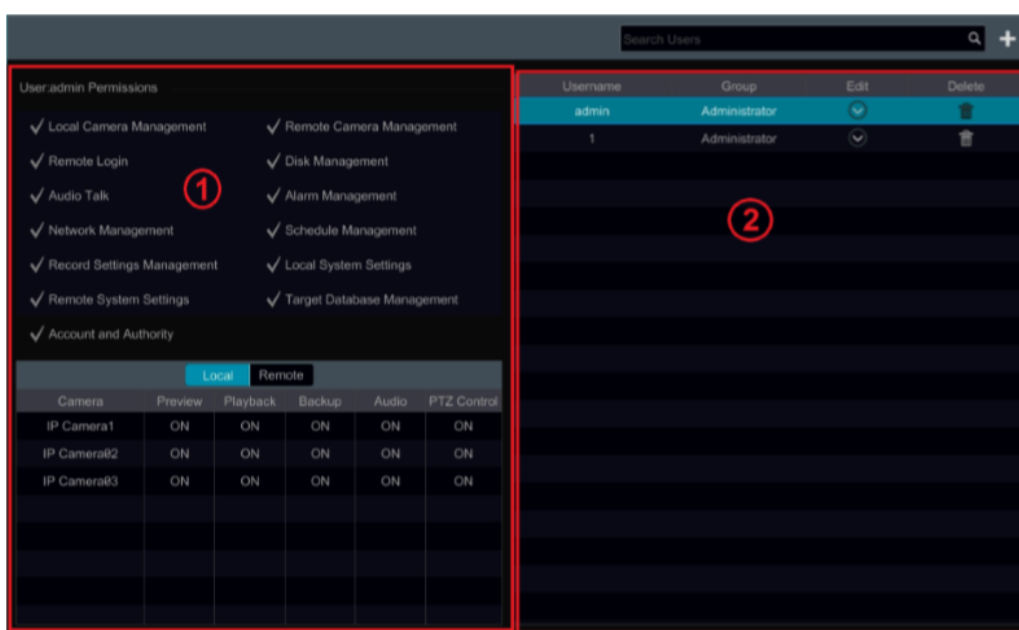 Search Users
User:admin Permissions
Local Camera Management Remote Camera Management
Remote Login Disk Management
Audio Talk Alarm Management
Network Management Schedule Management
Record Settings Management Local System Settings
Remote System Settings Target Database Management
Account and Authority
1
Local Remote
Camera Preview Playback Backup Audio PTZ Control
IP Camera1 ON ON ON ON ON
IP Camera02 ON ON ON ON ON
IP Camera03 ON ON ON ON ON
Username Group Edit Delete
admin Administrator
1 Administrator
2